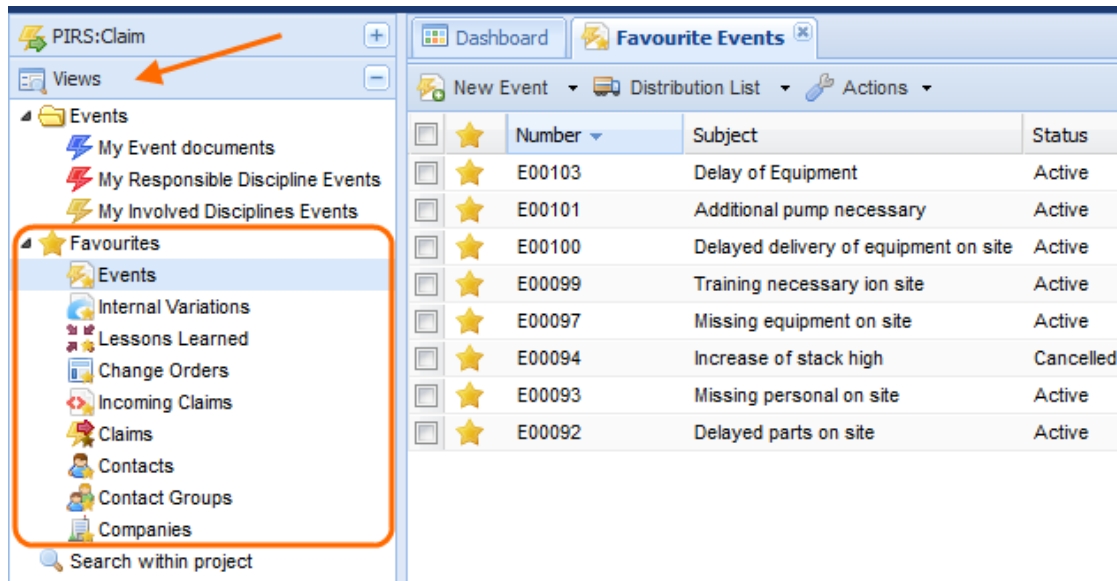 PIRS:Claim
Views
Events
My Event documents
My Responsible Discipline Events
My Involved Disciplines Events
Favourites
Events
Internal Variations
Lessons Learned
Change Orders
Incoming Claims
Claims
Contacts
Contact Groups
Companies
Search within project
Dashboard Favourite Events
New Event Distribution List Actions
Number Subject Status
E00103 Delay of Equipment Active
E00101 Additional pump necessary Active
E00100 Delayed delivery of equipment on site Active
E00099 Training necessary ion site Active
E00097 Missing equipment on site Active
E00094 Increase of stack high Cancelled
E00093 Missing personal on site Active
E00092 Delayed parts on site Active